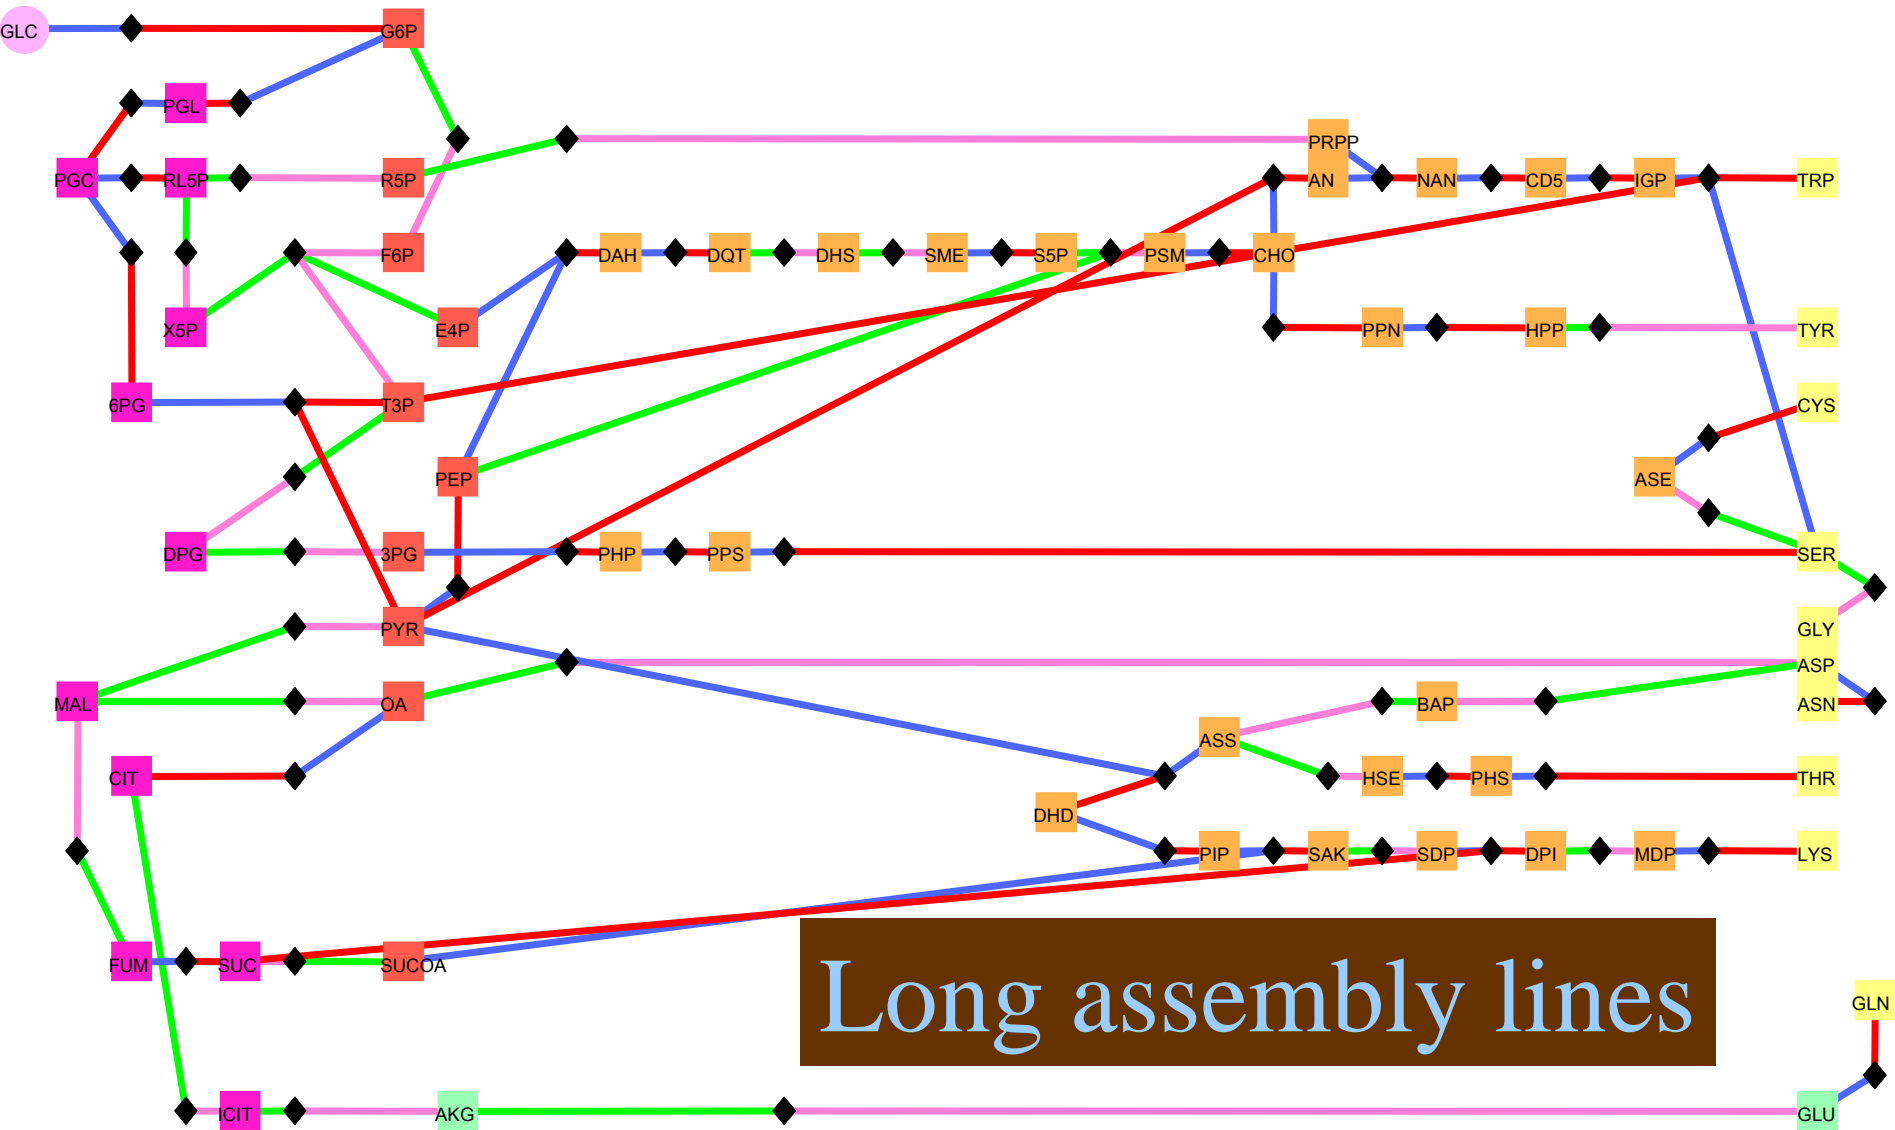 GLC G6P
PGL
PRPP
PGC RL5P R5P AN NAN CD5 IGP TRP
F6P DAH DQT DHS SME S5P PSM CHO
X5P E4P PPN HPP TYR
6PG T3P CYS
PEP ASE
DPG 3PG PHP PPS SER
PYR GLY
ASP
MAL OA BAP ASN
ASS
CIT HSE PHS THR
DHD
PIP SAK SDP DPI MDP LYS
FUM SUC SUCOA
Long assembly lines
GLN
ICIT AKG GLU